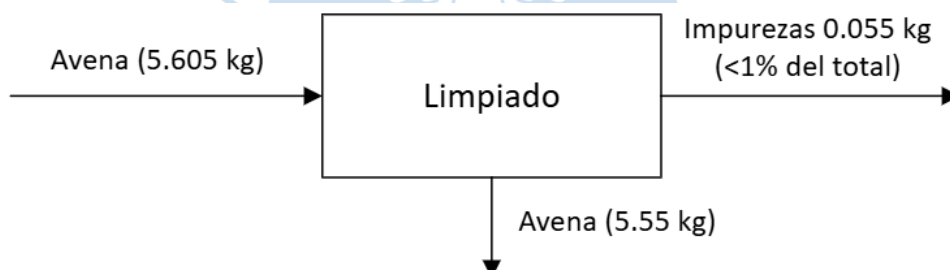 Impurezas 0.055 kg
Avena (5.605 kg)
(<1% del total)
Limpiado
Avena (5.55 kg)